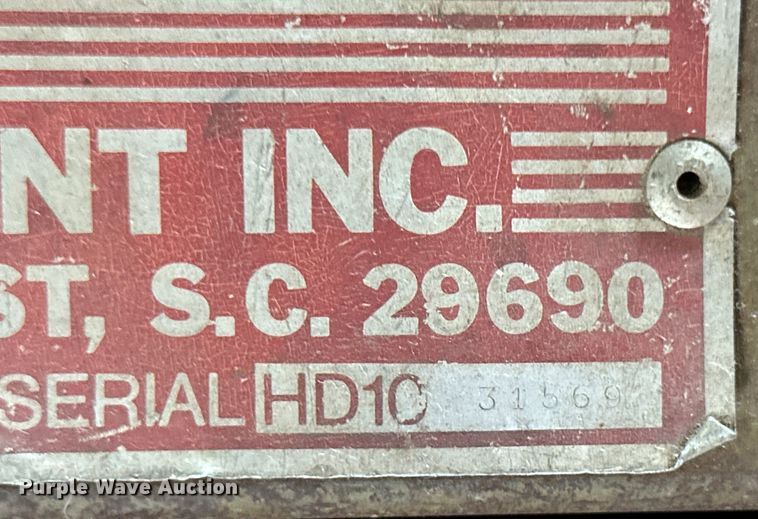 NT INC.
ST, S.C. 29690
SERIAL HD10 31569
Purple Wave Auction